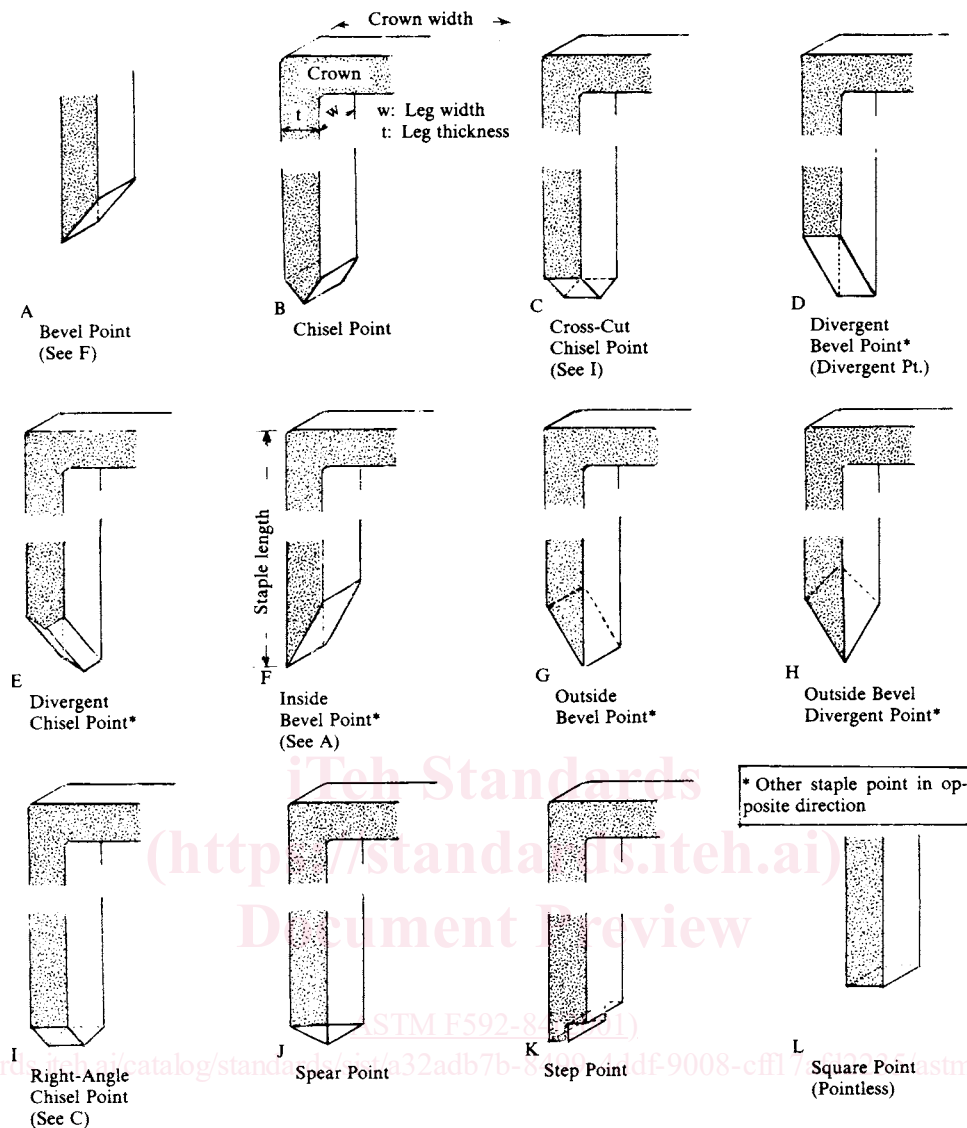 Crown width
Crown
t
w
w: Leg width
t: Leg thickness
A
Bevel Point
(See F)
B
Chisel Point
C
Cross-Cut
Chisel Point
(See I)
D
Divergent
Bevel Point*
(Divergent Pt.)
Staple length
E
Divergent
Chisel Point*
F
Inside
Bevel Point*
(See A)
G
Outside
Bevel Point*
H
Outside Bevel
Divergent Point*
iTeh Standards
(https://standards.iteh.ai)
Document Preview
* Other staple point in op-
posite direction
I
Right-Angle
Chisel Point
(See C)
J
Spear Point
K
Step Point
L
Square Point
(Pointless)